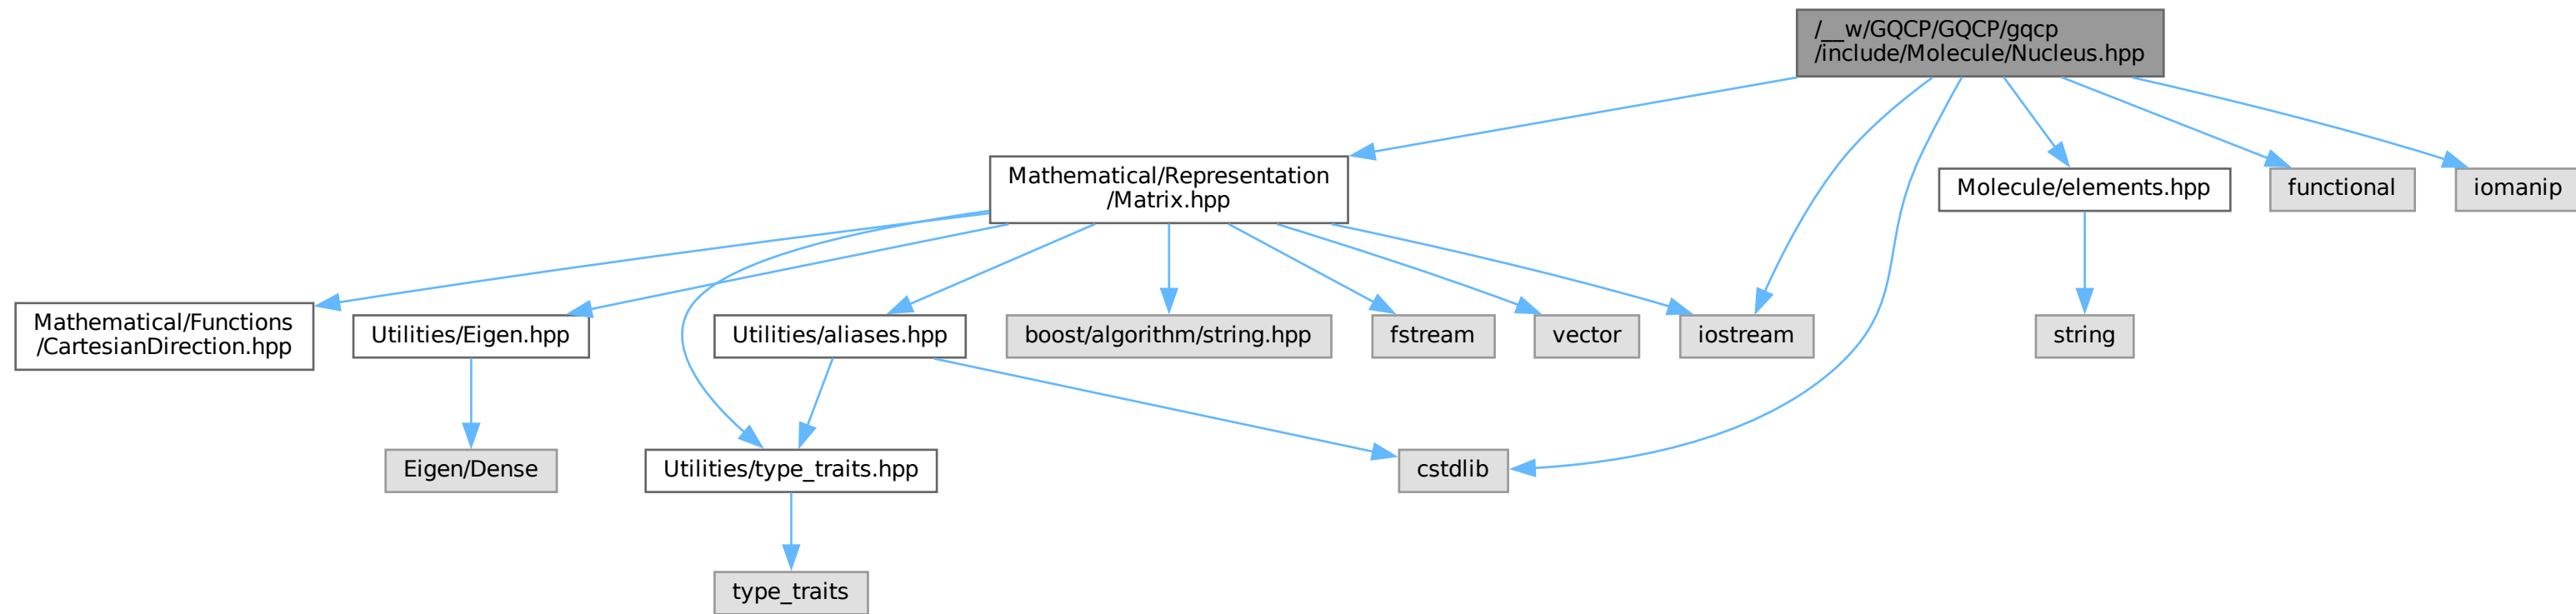 /__w/GQCP/GQCP/gqcp
/include/Molecule/Nucleus.hpp
Mathematical/Representation
/Matrix.hpp
Molecule/elements.hpp
functional
iomanip
Mathematical/Functions
/CartesianDirection.hpp
Utilities/Eigen.hpp
Utilities/aliases.hpp
boost/algorithm/string.hpp
fstream
vector
iostream
string
Eigen/Dense
Utilities/type_traits.hpp
cstdlib
type_traits